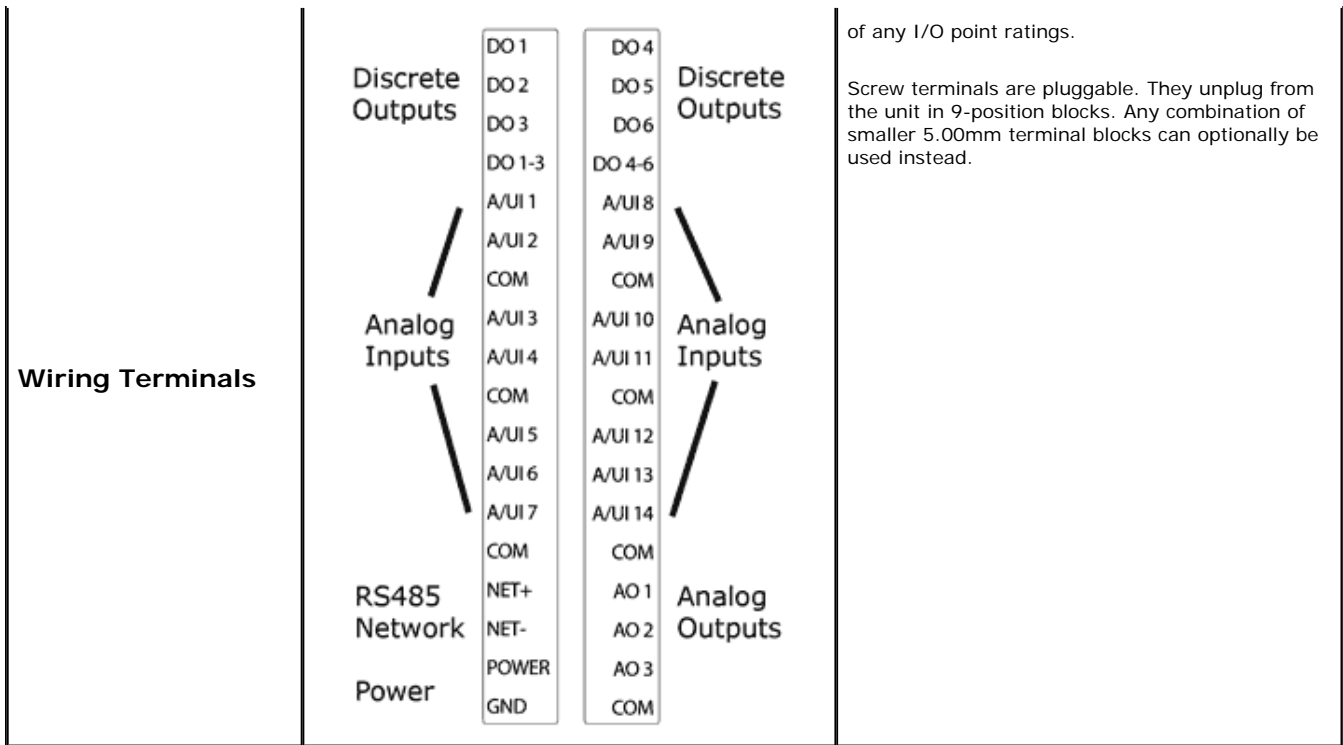 Wiring Terminals
Discrete
Outputs
RS485
Network
Power
Analog
Inputs
DO 1
DO 2
DO 3
DO 1-3
A/UI 1
A/UI 2
COM
A/UI 3
A/UI 4
COM
A/UI 5
A/UI 6
A/UI 7
COM
NET+
NET-
POWER
GND
DO 4
DO 5
DO6
DO 4-6
A/UI 8
A/UI 9
COM
A/UI 10
A/UI 11
COM
A/UI 12
A/UI 13
A/UI 14
COM
AO 1
AO 2
AO 3
COM
Discrete
Outputs
Analog
Inputs
Analog
Outputs
of any I/O point ratings.
Screw terminals are pluggable. They unplug from
the unit in 9-position blocks. Any combination of
smaller 5.00mm terminal blocks can optionally be
used instead.